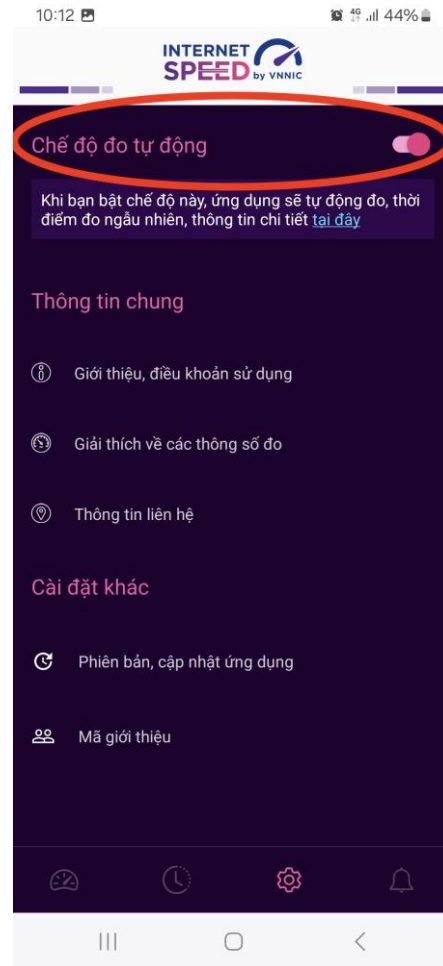 10:12
4G
44%
INTERNET
SPEED by VNNIC
Chế độ đo tự động
Khi bạn bật chế độ này, ứng dụng sẽ tự động đo, thời
điểm đo ngẫu nhiên, thông tin chi tiết tại đây
Thông tin chung
Giới thiệu, điều khoản sử dụng
Giải thích về các thông số đo
Thông tin liên hệ
Cài đặt khác
Phiên bản, cập nhật ứng dụng
Mã giới thiệu